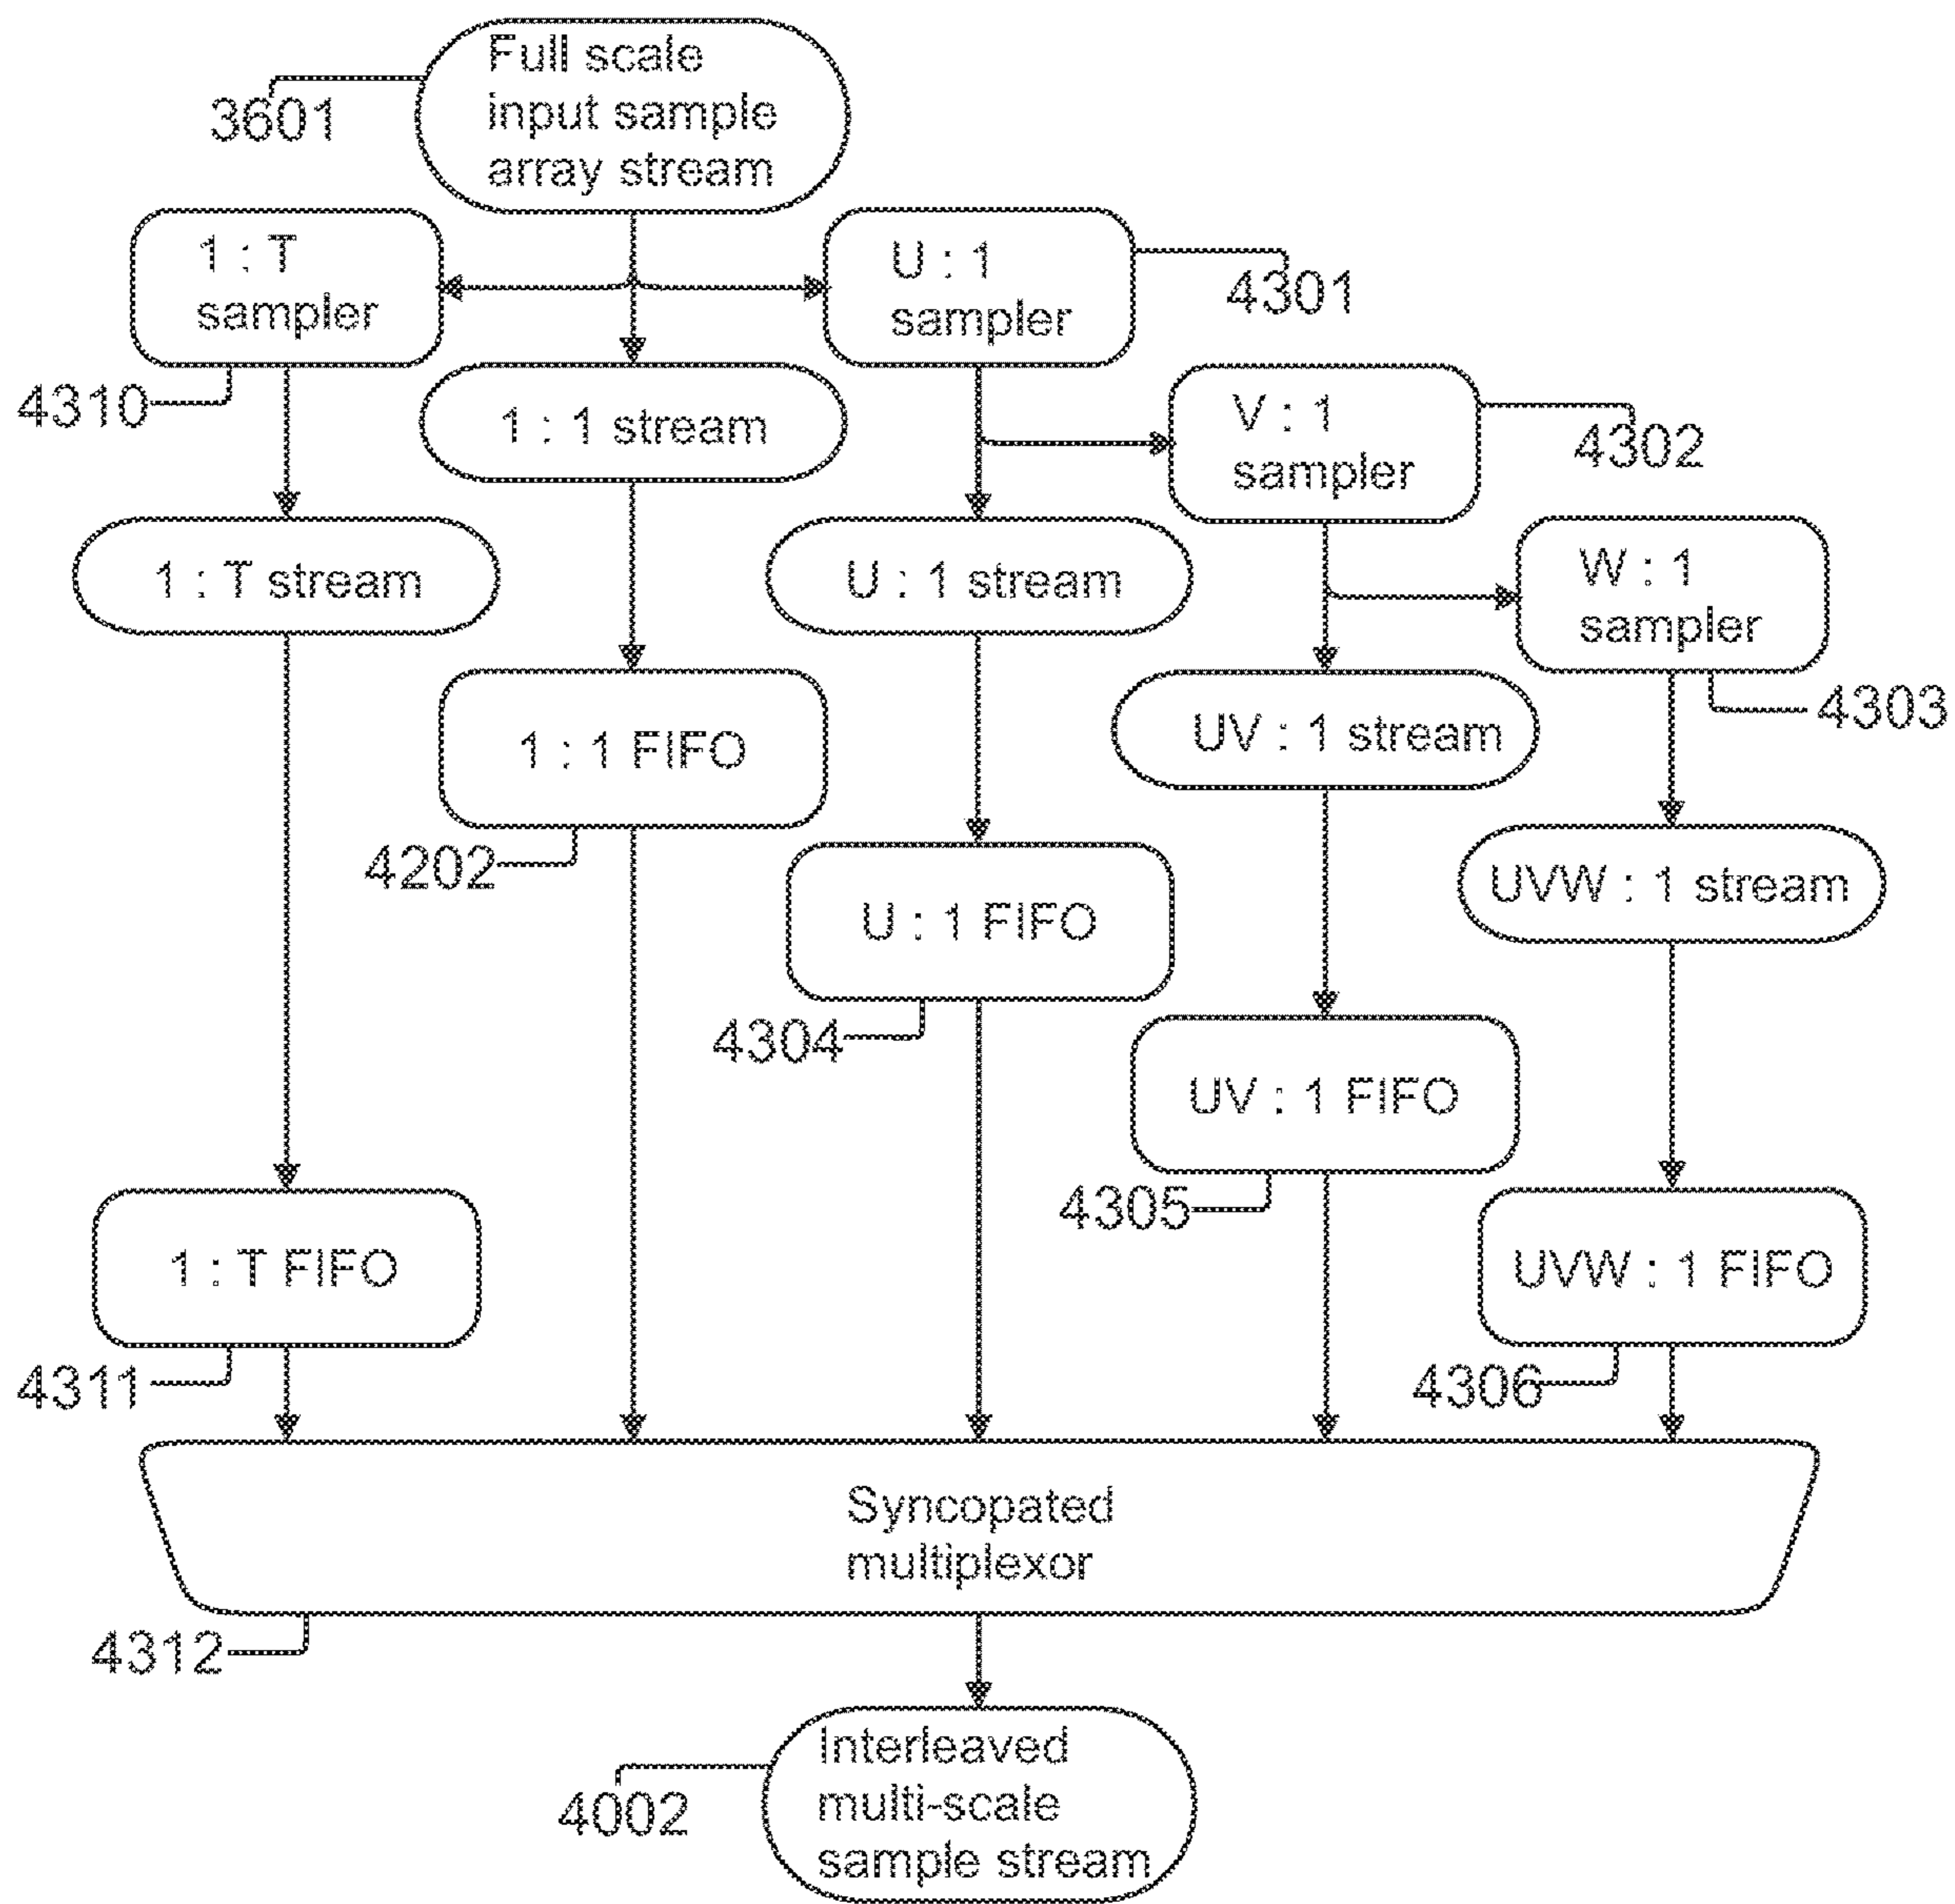 Full scale
input sample
array stream
3601
1 : T
sampler
U : 1
sampler
4301
4310
1 : 1 stream
V : 1
sampler
4302
1 : T stream
U : 1 stream
W : 1
sampler
4303
1 : 1 FIFO
UV : 1 stream
4202
U : 1 FIFO
UVW : 1 stream
4304
UV : 1 FIFO
4305
1 : T FIFO
UVW : 1 FIFO
4311
4306
Syncopated
multiplexor
4312
Interleaved
multi-scale
sample stream
4002